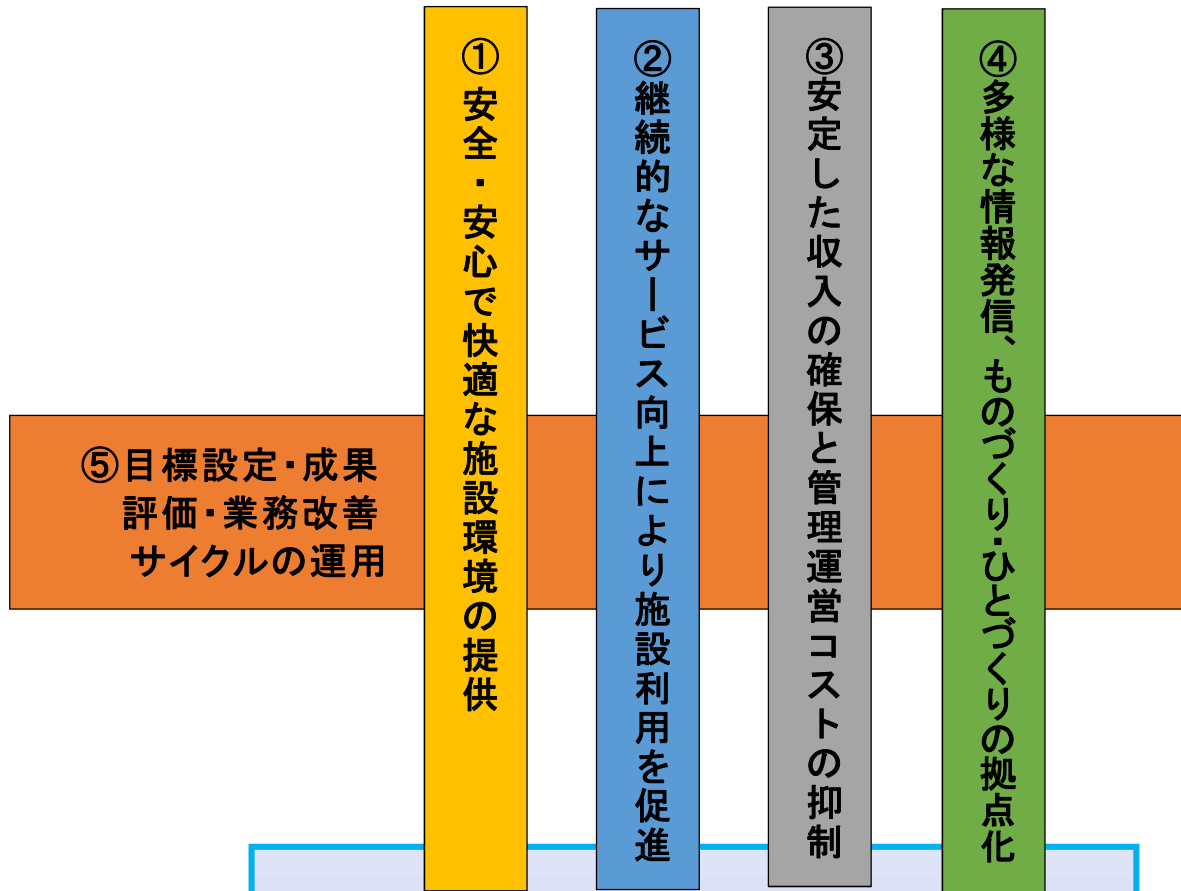 ①安全・安心で快適な施設環境の提供
②継続的なサービス向上により施設利用を促進
③安定した収入の確保と管理運営コストの抑制
④多様な情報発信、ものづくり・ひとづくりの拠点化
⑤目標設定・成果
評価・業務改善
サイクルの運用